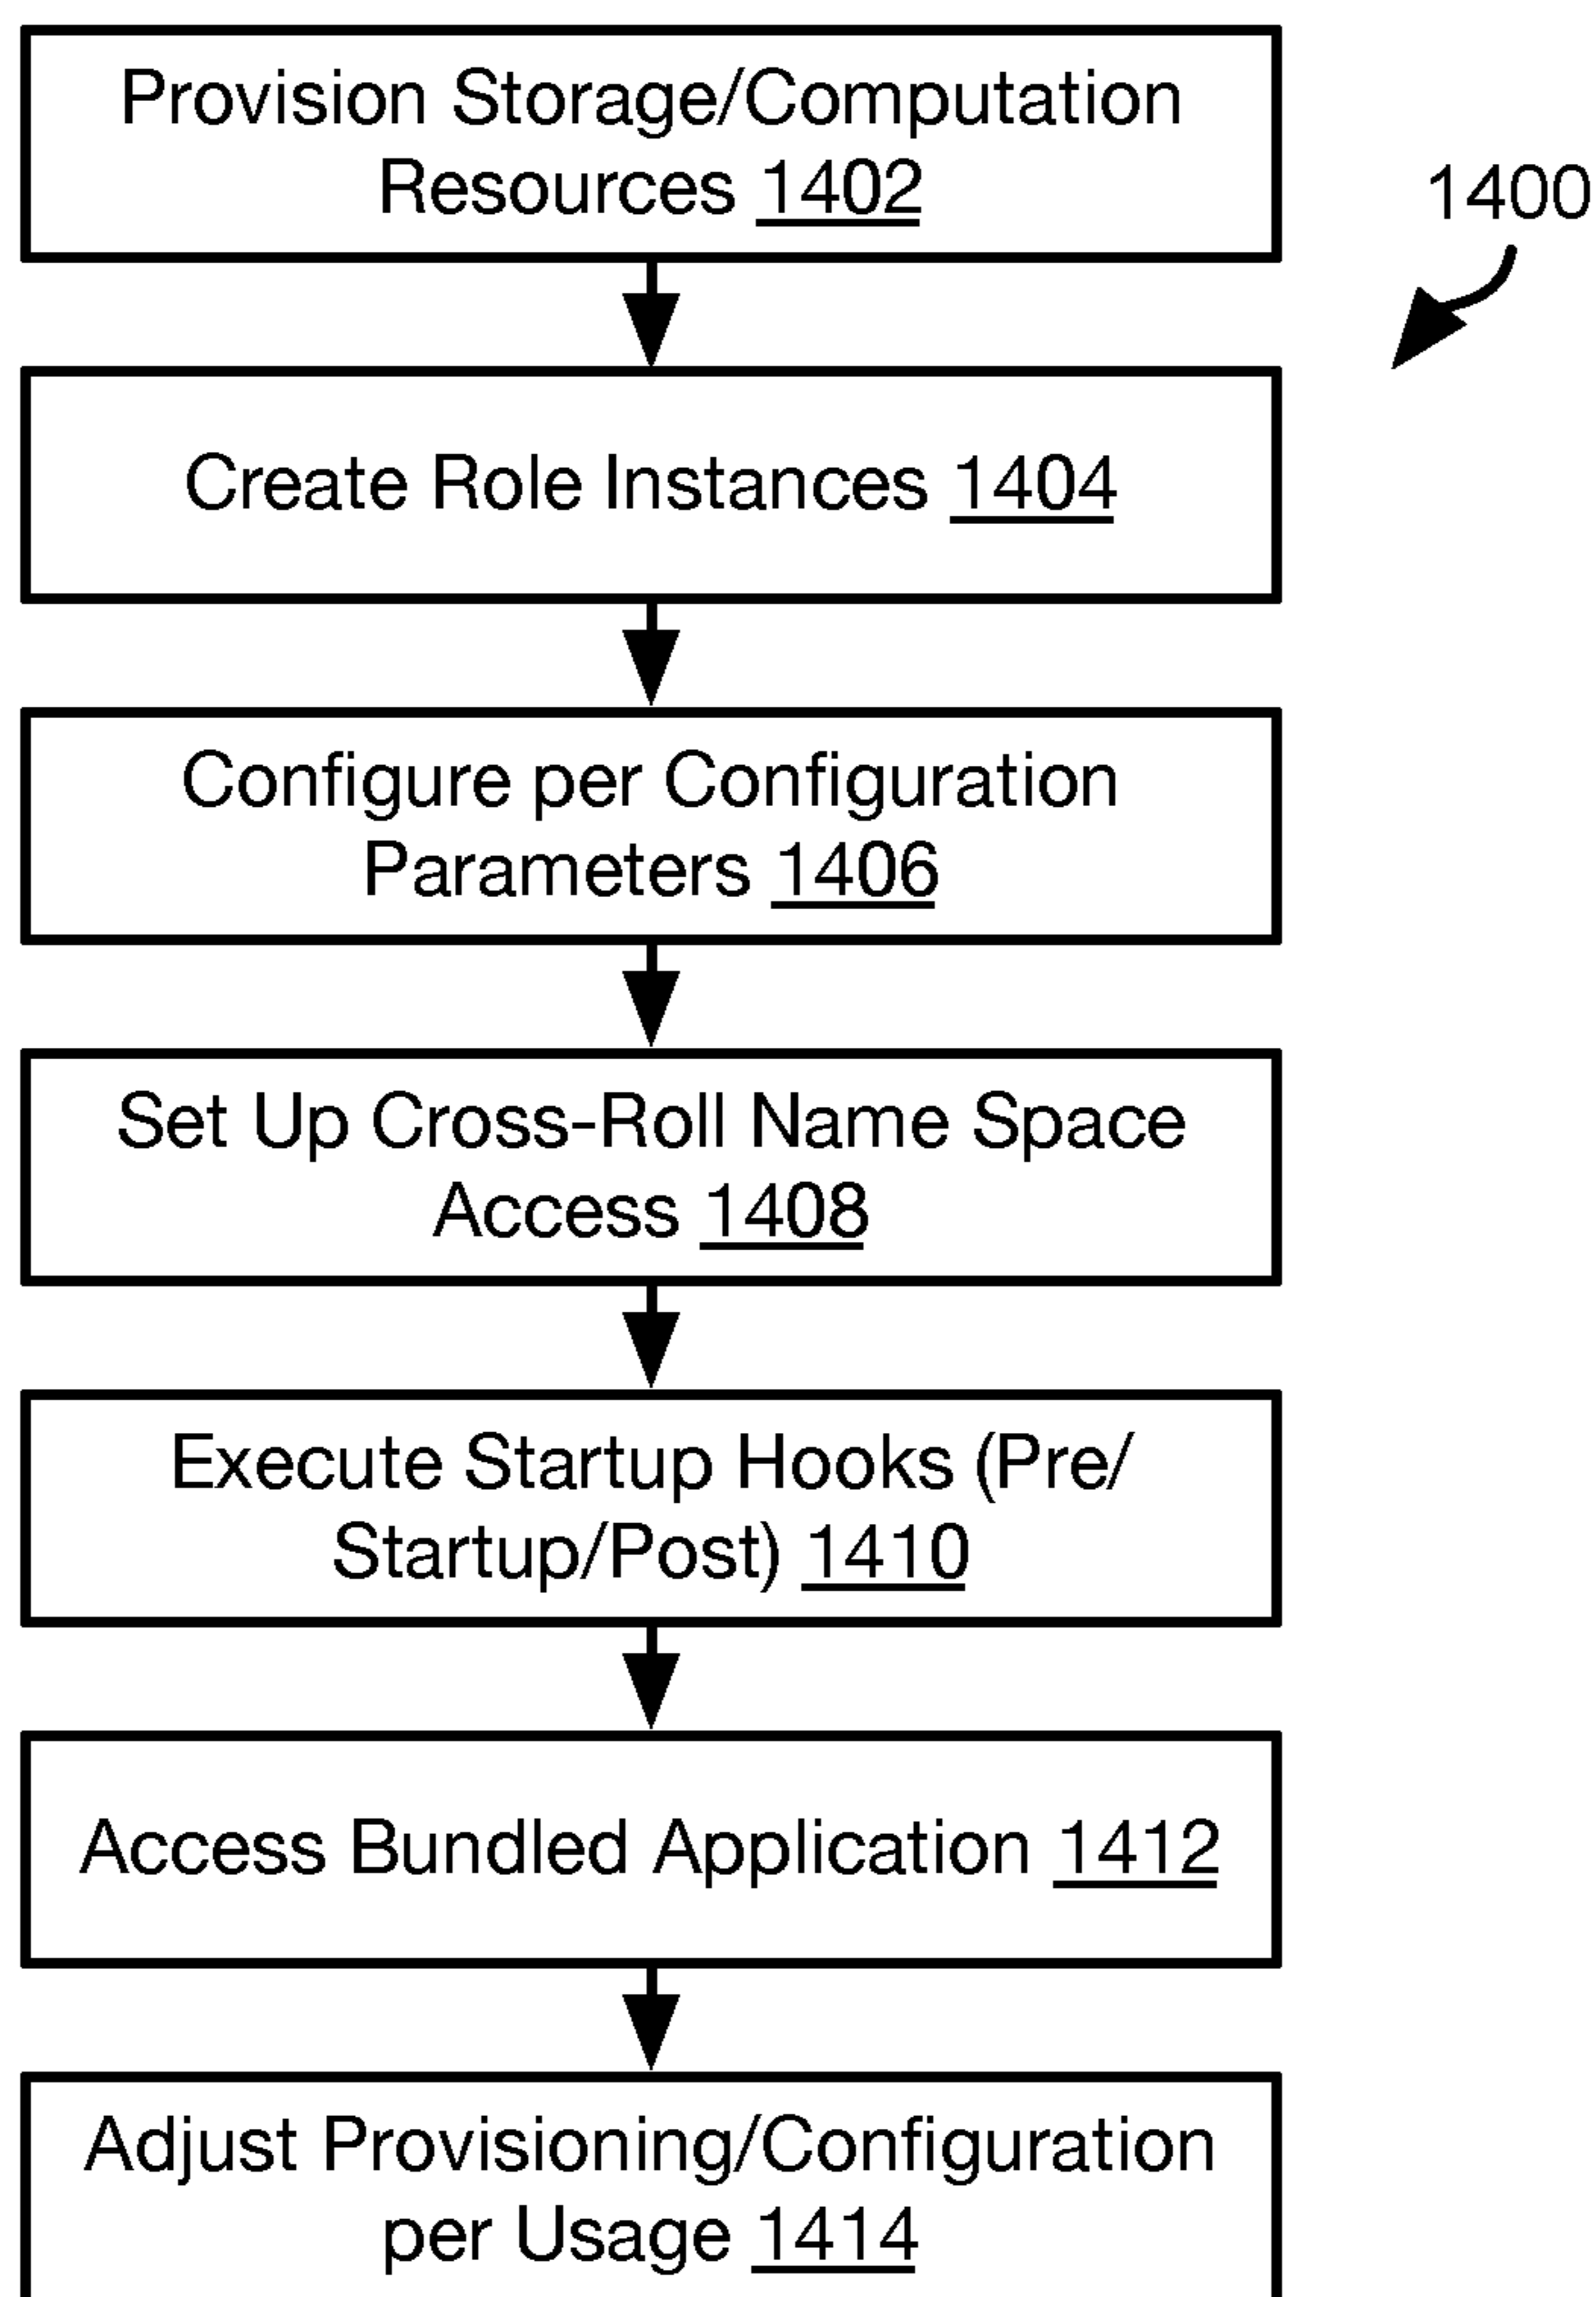 Provision Storage/Computation
Resources 1402
1400
Create Role Instances 1404
Configure per Configuration
Parameters 1406
Set Up Cross-Roll Name Space
Access 1408
Execute Startup Hooks (Pre/
Startup/Post) 1410
Access Bundled Application 1412
Adjust Provisioning/Configuration
per Usage 1414